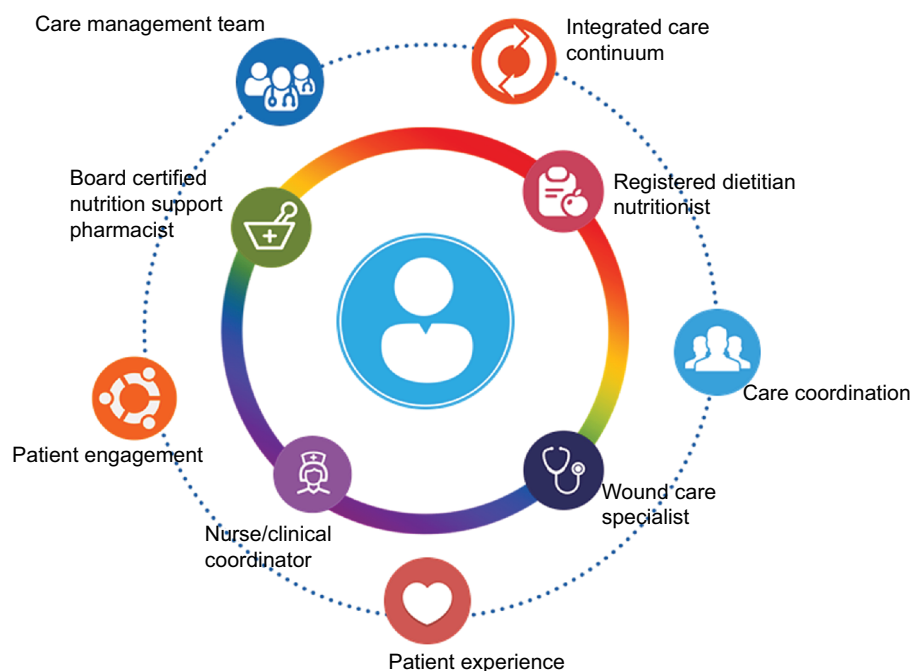 Care management team
Integrated care
continuum
Board certified
nutrition support
pharmacist
Registered dietitian
nutritionist
Care coordination
Patient engagement
Wound care
specialist
Nurse/clinical
coordinator
Patient experience